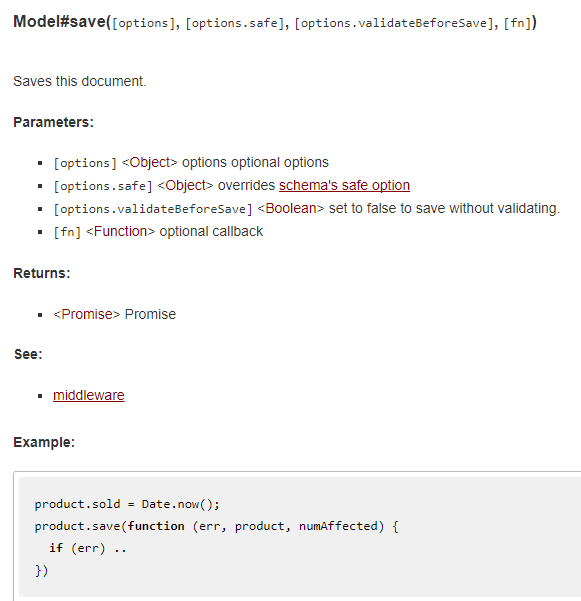 Model#save([options], [options.safe], [options.validateBeforeSave], [fn])
Saves this document.
Parameters:
[options] <Object> options optional options
[options.safe] <Object> overrides schema's safe option
[options.validateBeforeSave] <Boolean> set to false to save without validating.
[fn] <Function> optional callback
Returns:
<Promise> Promise
See:
middleware
Example:
product.sold = Date.now();
product.save(function (err, product, numAffected) {
  if (err) ..
})